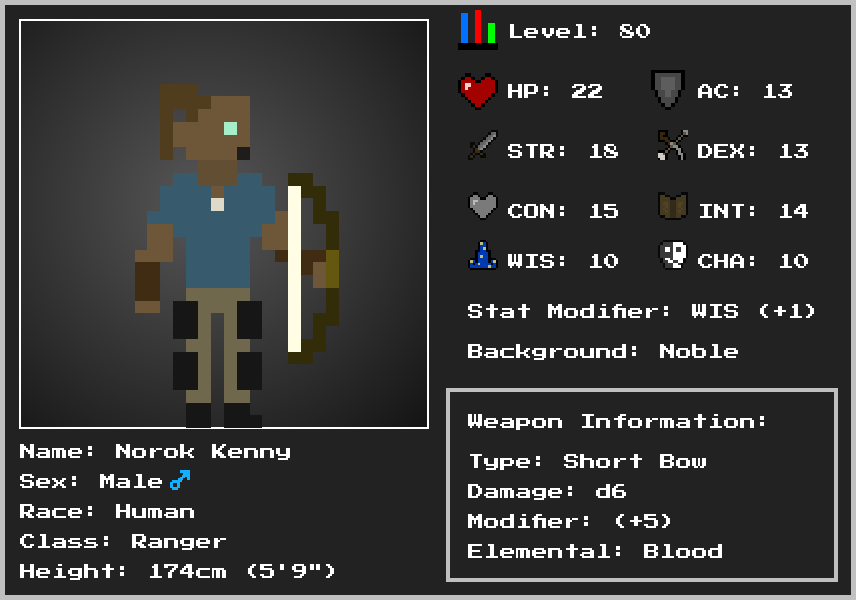 Level: 80
HP: 22
AC: 13
STR: 18
DEX: 13
CON: 15
INT: 14
WIS: 10
CHA: 10
Stat Modifier: WIS (+1)
Background: Noble
Weapon Information:
Type: Short Bow
Damage: d6
Modifier: (+5)
Elemental: Blood
Name: Norok Kenny
Sex: Male♂
Race: Human
Class: Ranger
Height: 174cm (5'9")